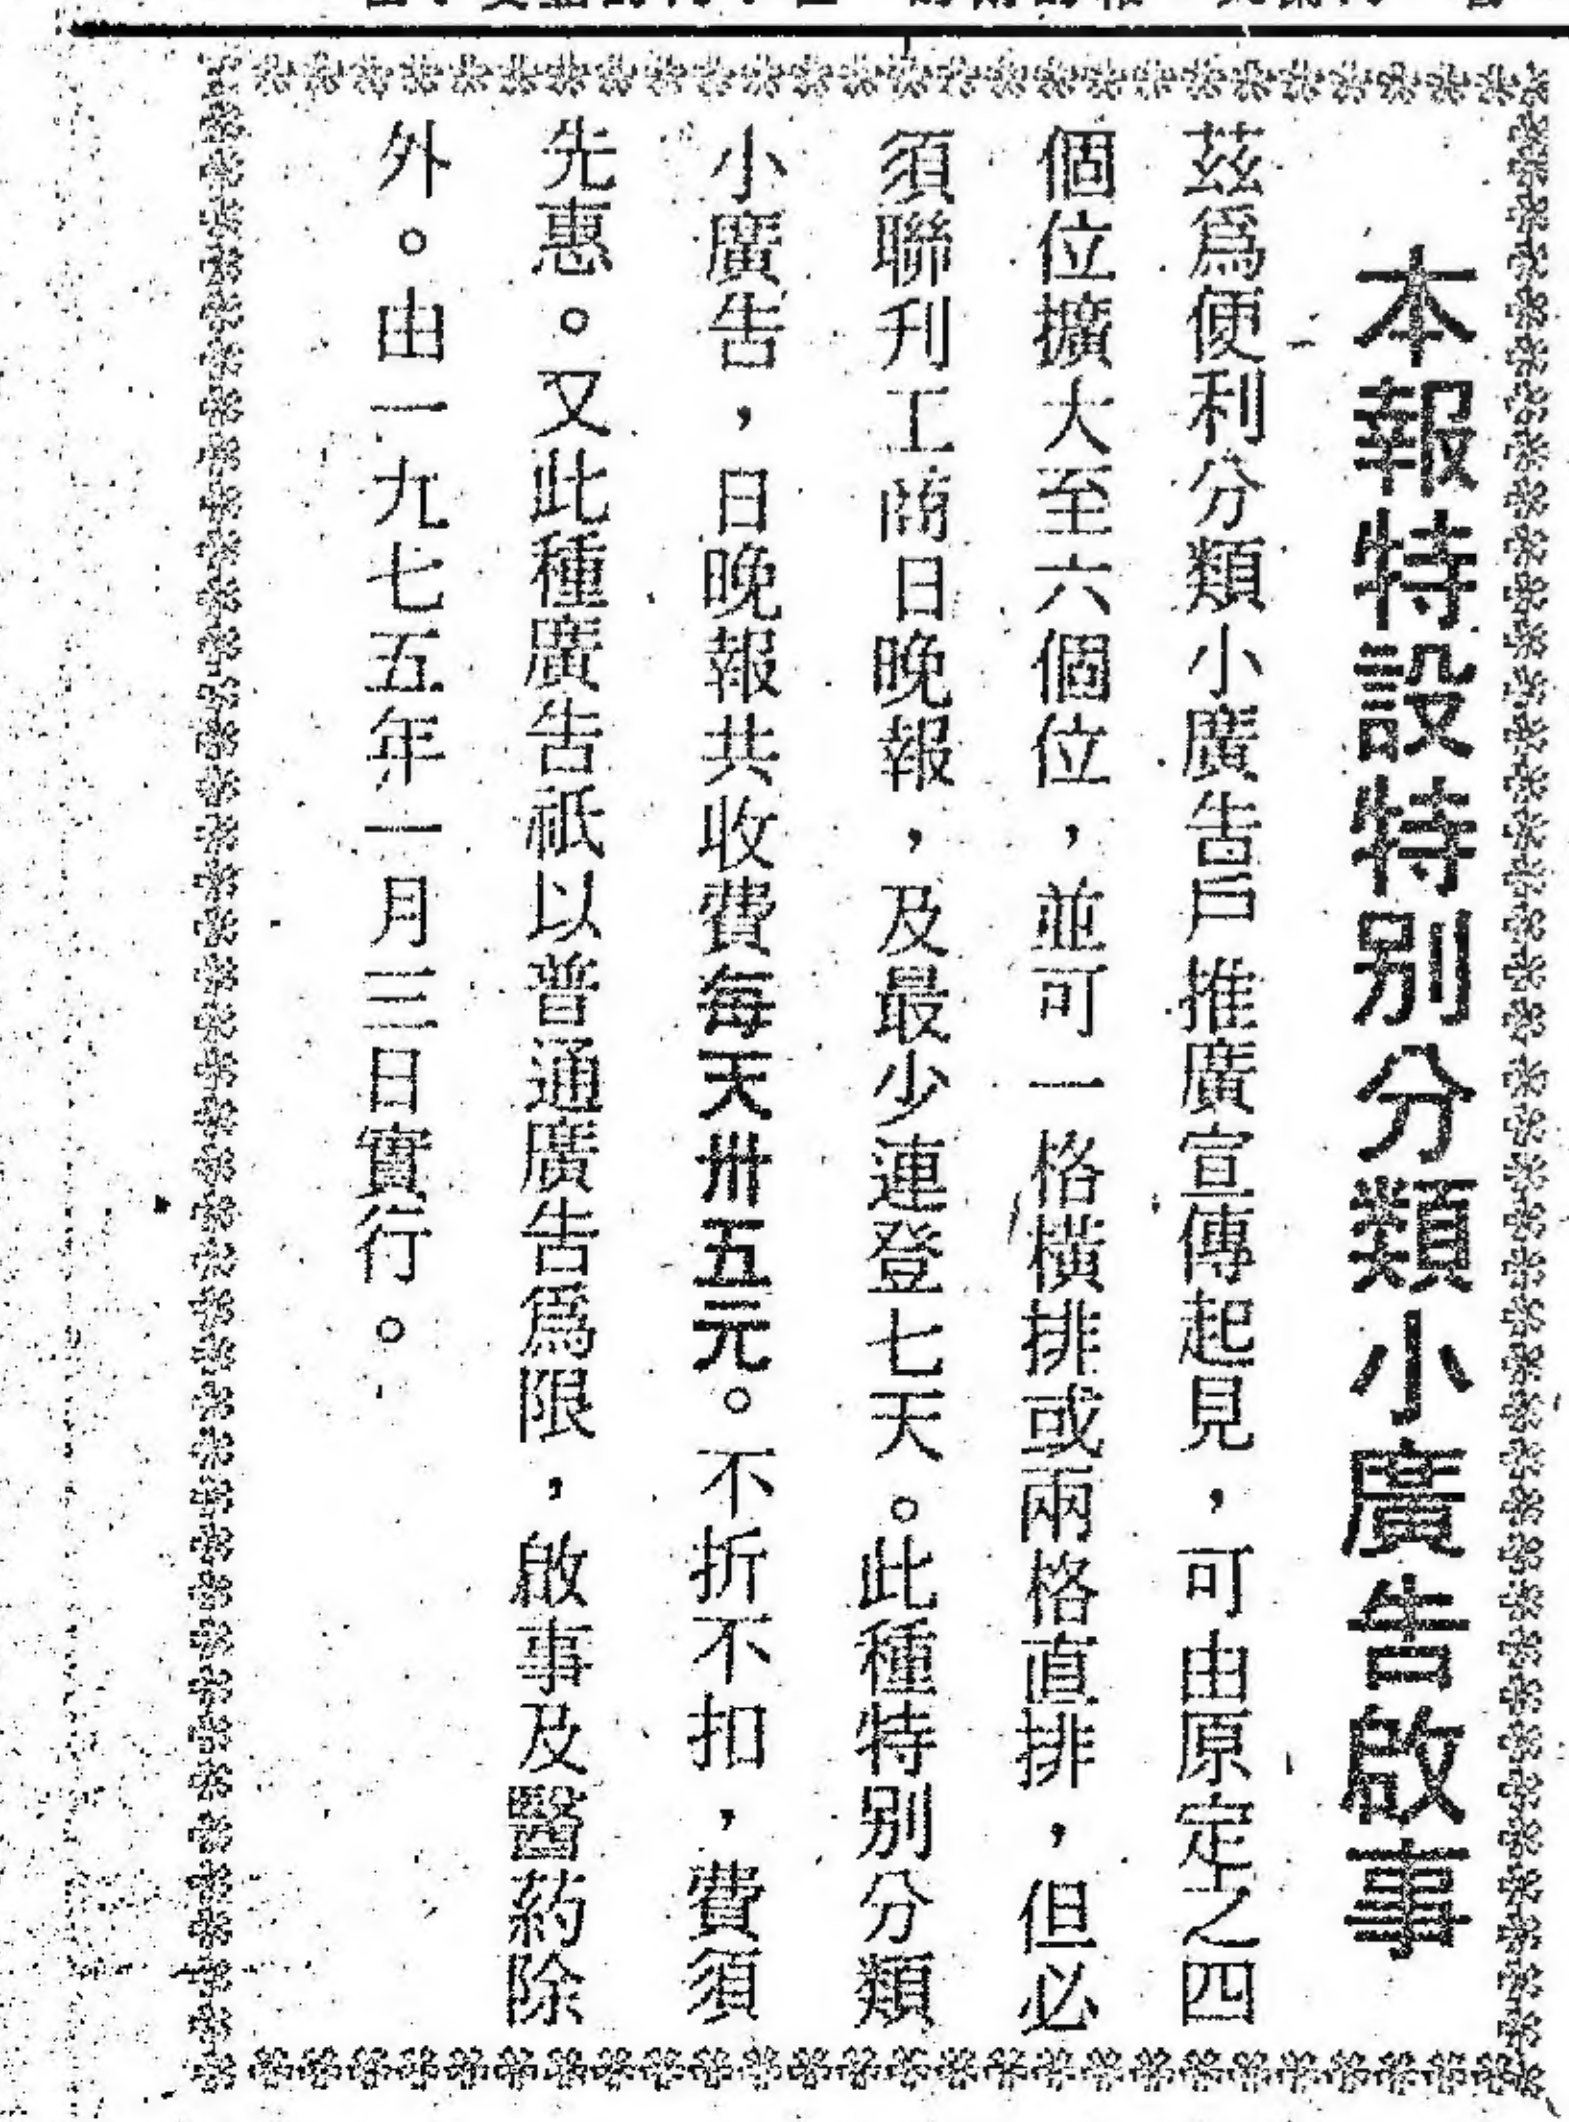 本報特設特別分類小廣告啟事
茲爲便利分類小廣告戶推廣宣傳起見，可由原定之四
個位擴大至六個位，並可一格橫排或兩格直排，但必
須聯刋工商日晚報，及最少連登七天。此種特别分類
小廣告，日晚報共收費每天卅五元。不折不扣，費須
先惠。又此種廣告祇以普通廣告爲限，啟事及醫葯除
外。由一九七五年一月三日實行。